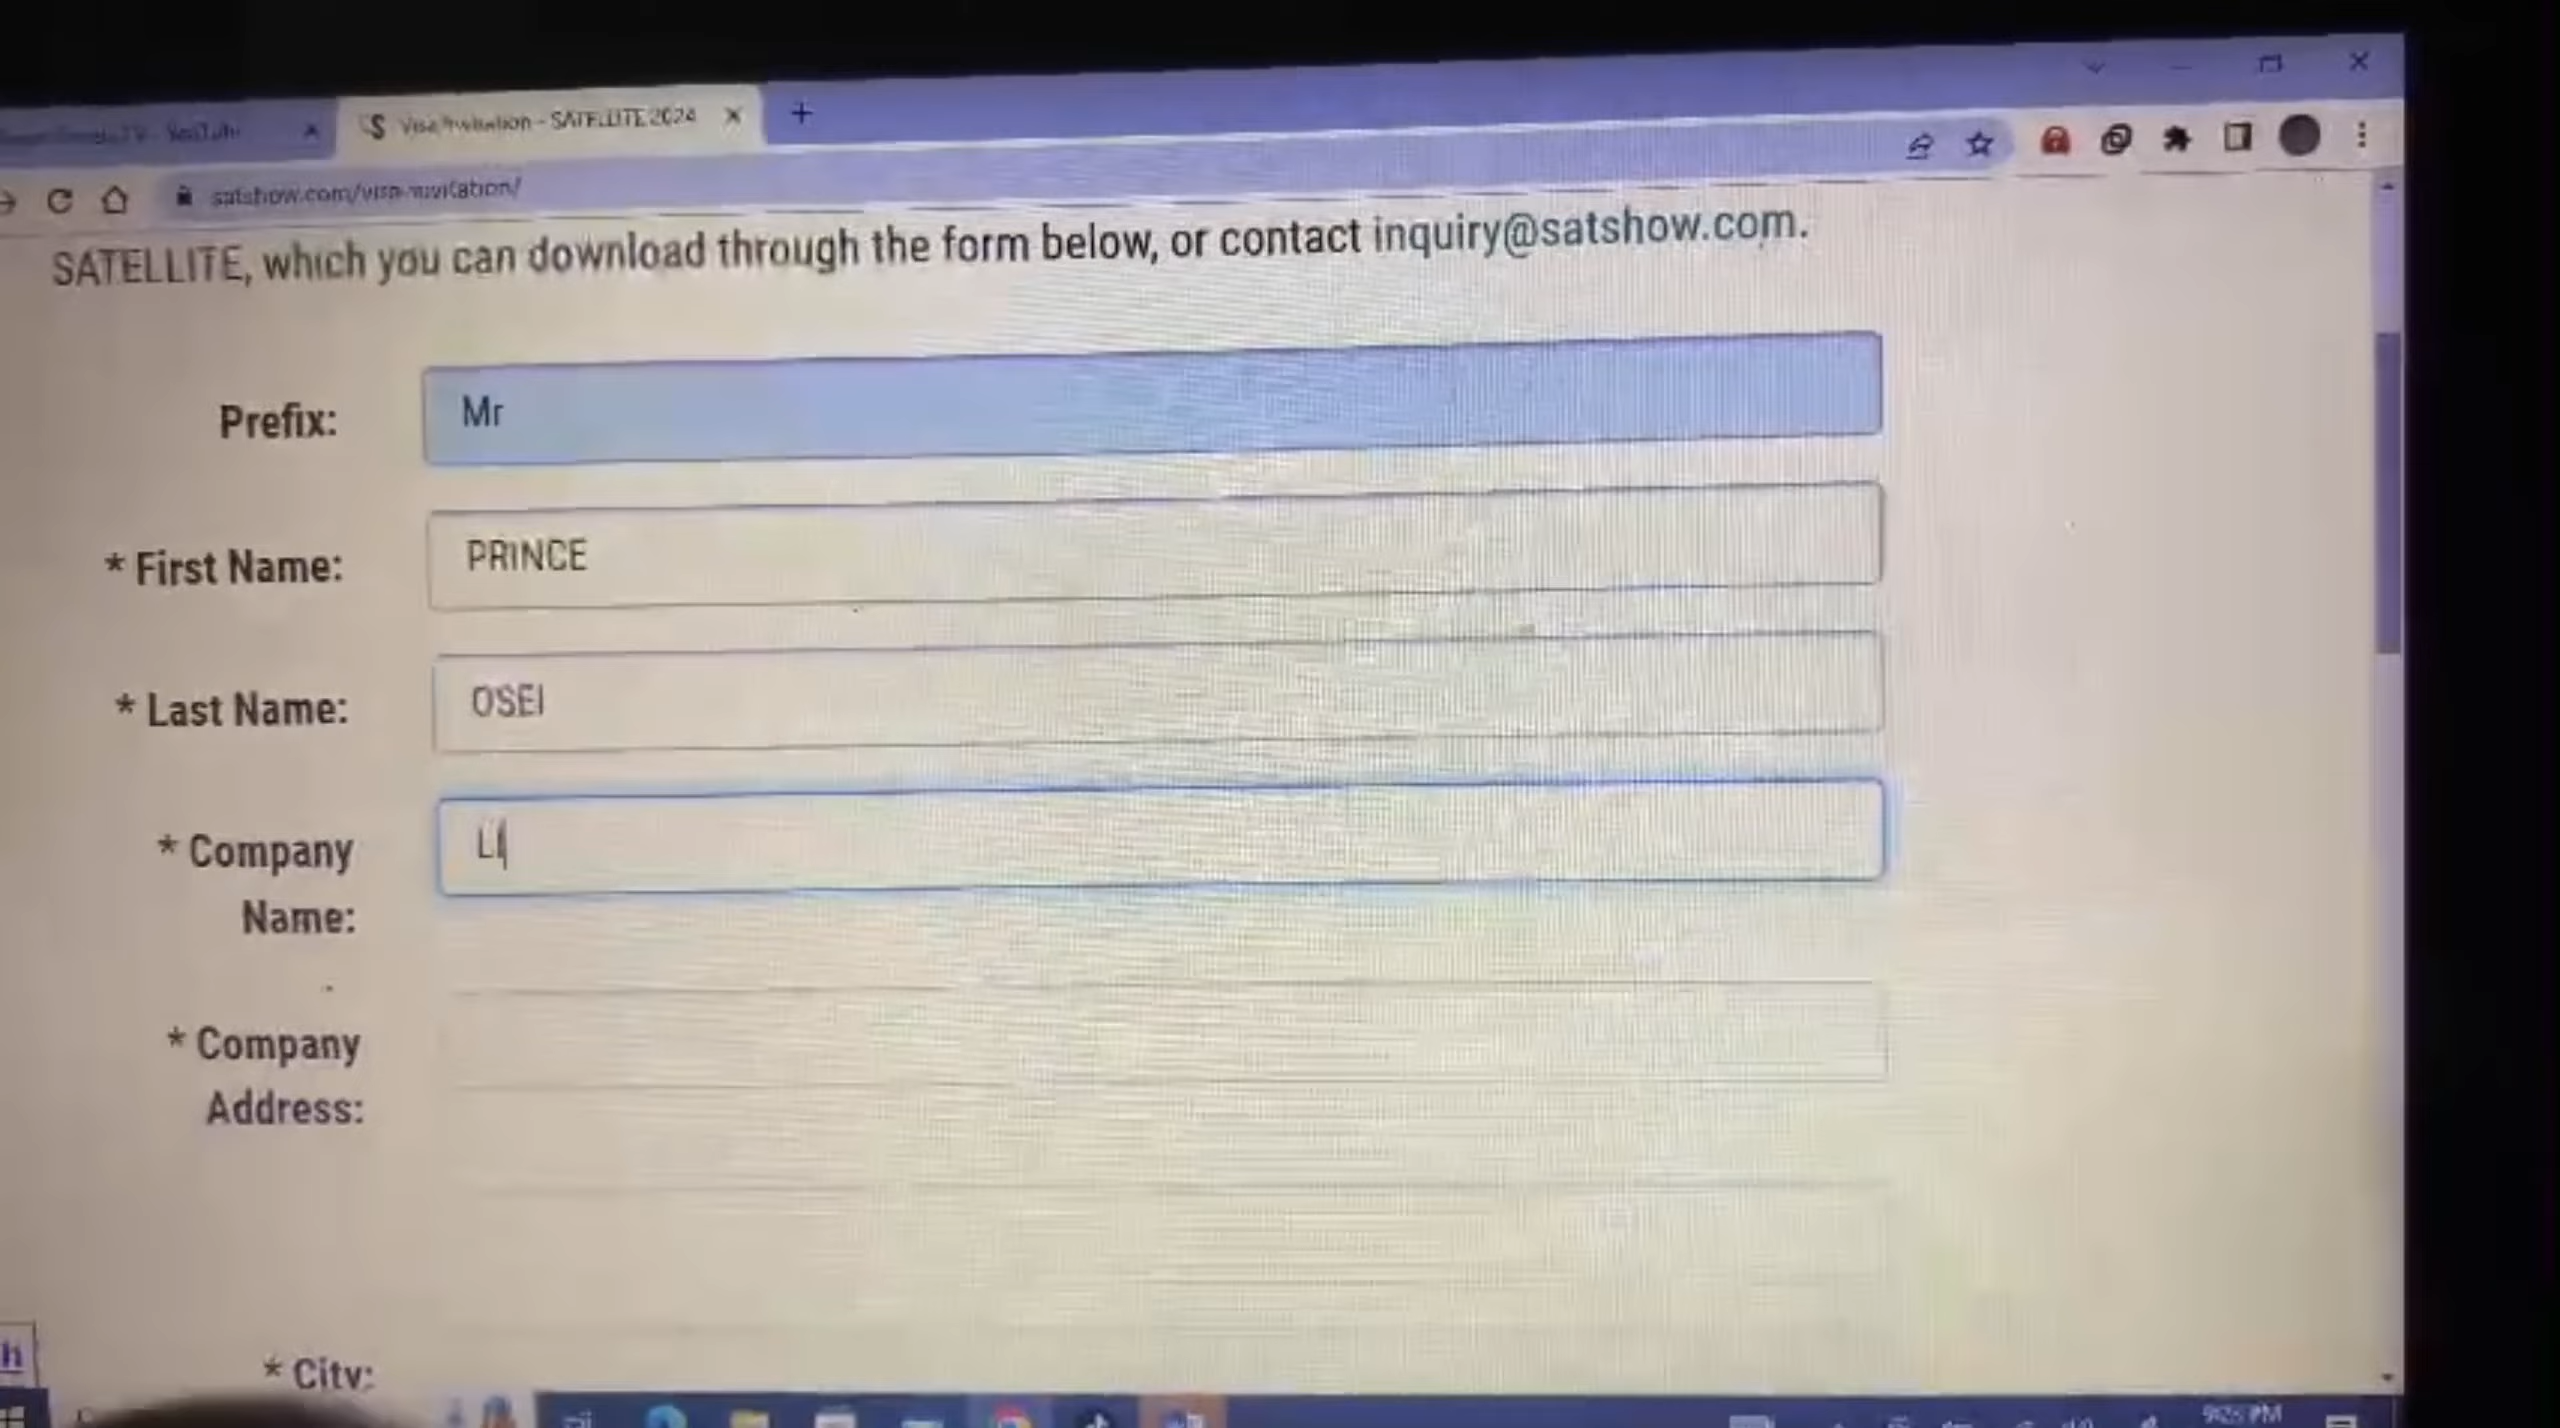 Visa Invitation - SATELLITE 2024
satshow.com/visa-invitation/
SATELLITE, which you can download through the form below, or contact inquiry@satshow.com.
Prefix: Mr
* First Name: PRINCE
* Last Name: OSEI
* Company Name: LI
* Company
Address:
* City:
h